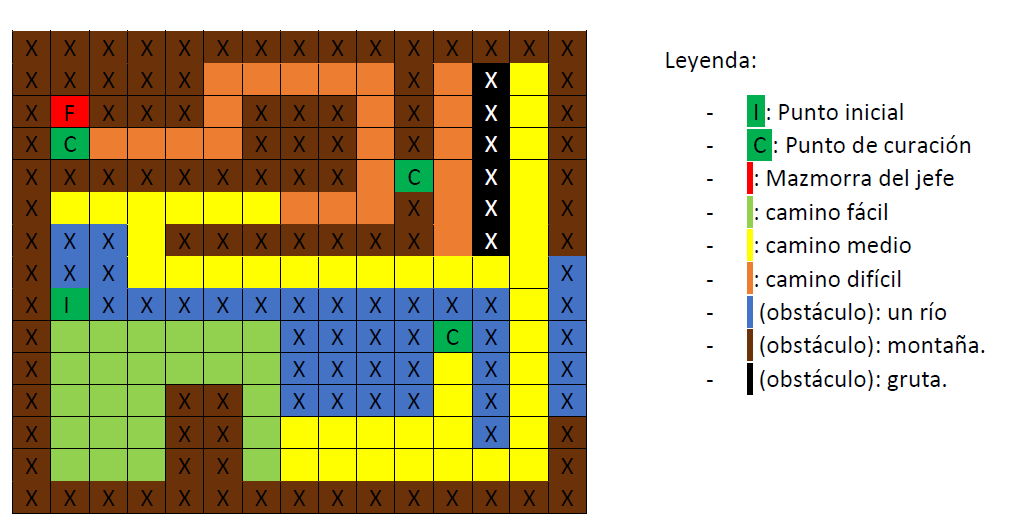 X X X X X X X X X X X X X X X
X X X X X X X X
X F X X X X X X X X X
X C X X X X X X
X X X X X X X X X C X X
X X X X
X X X X X X X X X X X X
X X X X
X I X X X X X X X X X X X X
X X X X X C X X
X X X X X X X
X X X X X X X X X
X X X X X
X X X X
X X X X X X X X X X X X X X X
Leyenda:
- I : Punto inicial
- C : Punto de curación
- : Mazmorra del jefe
- : camino fácil
- : camino medio
- : camino difícil
- (obstáculo): un río
- (obstáculo): montaña.
- (obstáculo): gruta.